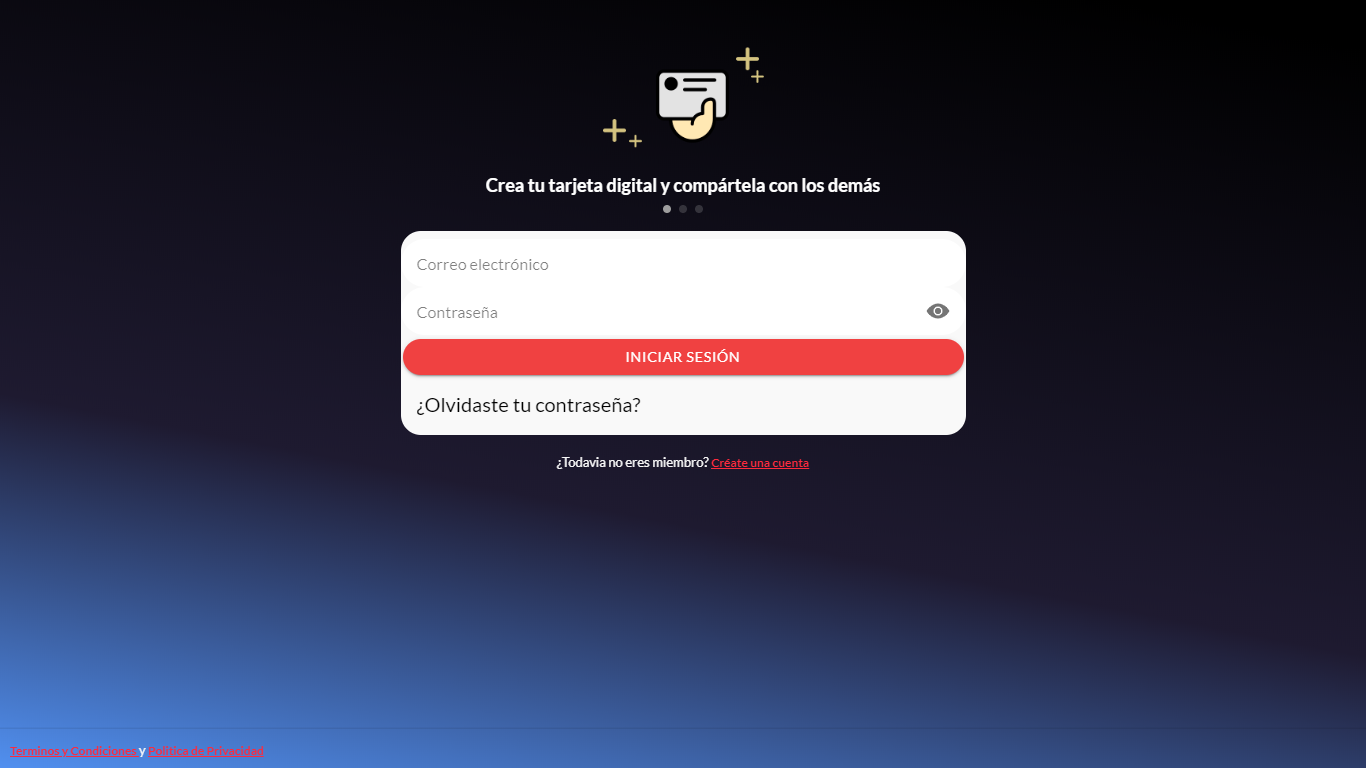 Crea tu tarjeta digital y compártela con los demás
Correo electrónico
Contraseña
INICIAR SESIÓN
¿Olvidaste tu contraseña?
¿Todavia no eres miembro? Créate una cuenta
Terminos y Condiciones y Politica de Privacidad